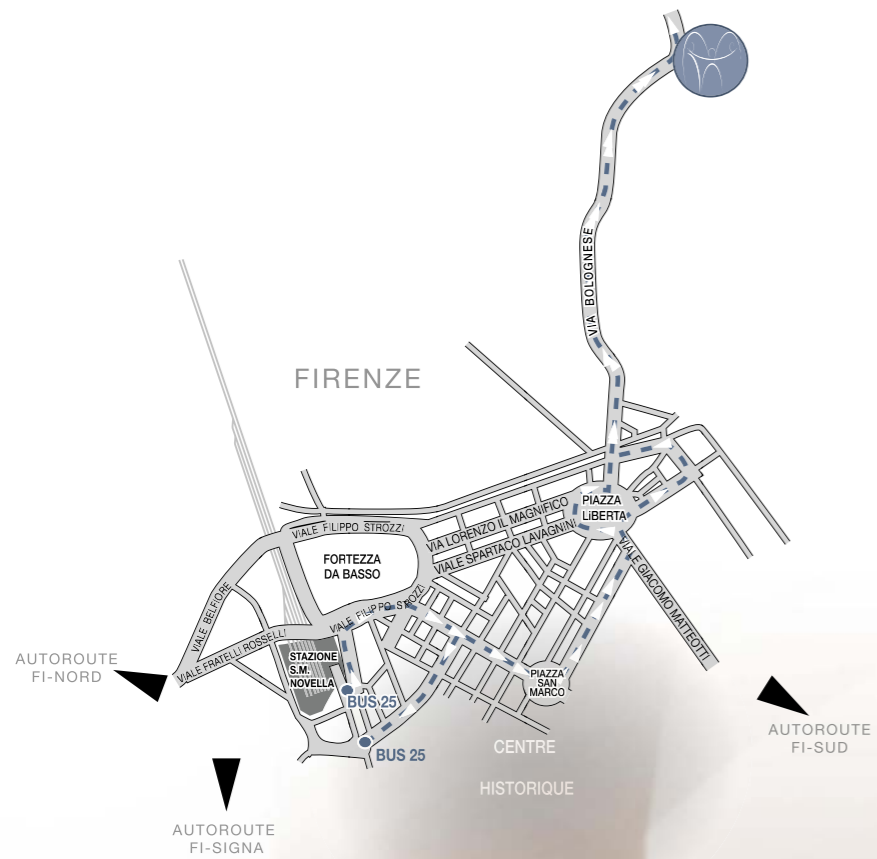 VIA BOLOGNESE
FIRENZE
PIAZZA
LiBERTA
VIA LORENZO IL MAGNIFICO
VIALE SPARTACO LAVAGNINI
VIALE FILIPPO STROZZI
FORTEZZA
DA BASSO
VIALE GIACOMO MATTEOTTI
VIALE BELFIORE
VIALE FILIPPO STROZZI
VIALE FRATELLI ROSSELLI
AUTOROUTE
FI-NORD
STAZIONE
S.M.
NOVELLA
PIAZZA
SAN
MARCO
BUS 25
BUS 25
CENTRE
HISTORIQUE
AUTOROUTE
FI-SUD
AUTOROUTE
FI-SIGNA